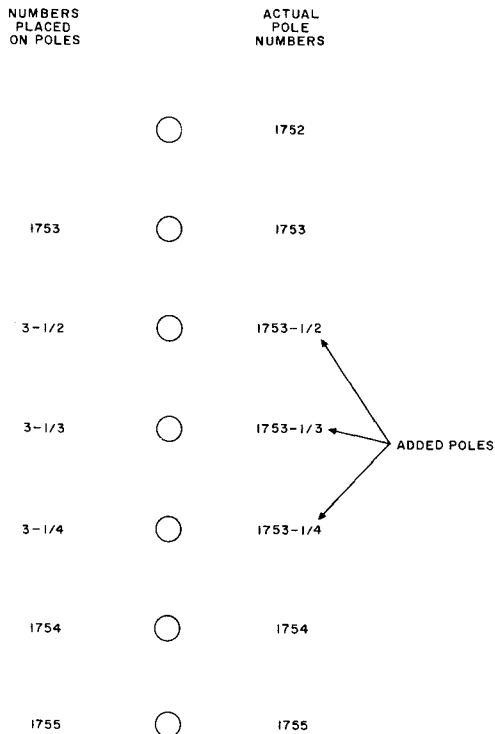 NUMBERS
PLACED
ON POLES
ACTUAL
POLE
NUMBERS
1752
1753 1753
3-1/2 1753-1/2
3-1/3 1753-1/3
ADDED POLES
3-1/4 1753-1/4
1754 1754
1755 1755